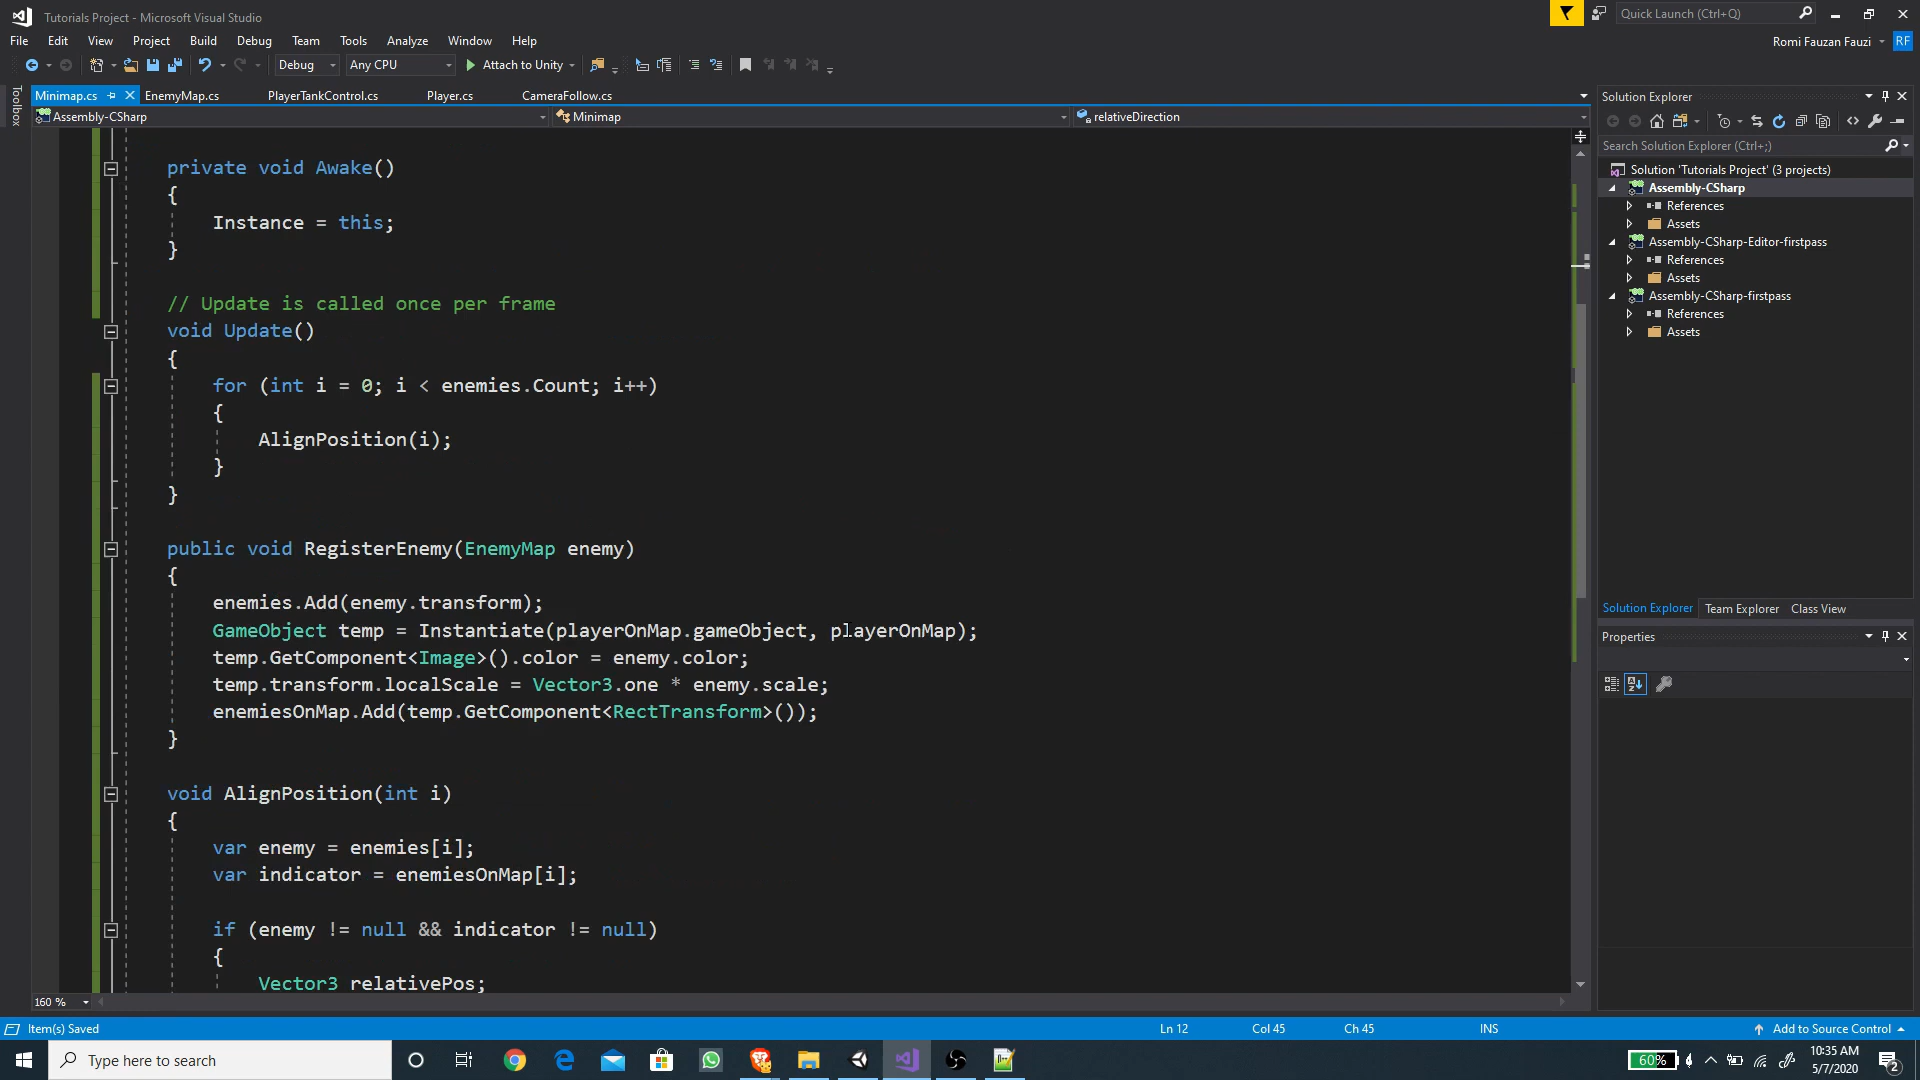 Tutorials Project - Microsoft Visual Studio
Quick Launch (Ctrl+Q)
File Edit View Project Build Debug Team Tools Analyze Window Help
Romi Fauzan Fauzi RF
Debug Any CPU Attach to Unity
Toolbox
Minimap.cs EnemyMap.cs PlayerTankControl.cs Player.cs CameraFollow.cs
Assembly-CSharp Minimap relativeDirection
private void Awake()
{
Instance = this;
}
// Update is called once per frame
void Update()
{
for (int i = 0; i < enemies.Count; i++)
{
AlignPosition(i);
}
}
public void RegisterEnemy(EnemyMap enemy)
{
enemies.Add(enemy.transform);
GameObject temp = Instantiate(playerOnMap.gameObject, playerOnMap);
temp.GetComponent<Image>().color = enemy.color;
temp.transform.localScale = Vector3.one * enemy.scale;
enemiesOnMap.Add(temp.GetComponent<RectTransform>());
}
void AlignPosition(int i)
{
var enemy = enemies[i];
var indicator = enemiesOnMap[i];
if (enemy != null && indicator != null)
{
Vector3 relativePos;
160 %
Solution Explorer
Search Solution Explorer (Ctrl+;)
Solution 'Tutorials Project' (3 projects)
Assembly-CSharp
References
Assets
Assembly-CSharp-Editor-firstpass
References
Assets
Assembly-CSharp-firstpass
References
Assets
Solution Explorer Team Explorer Class View
Properties
Item(s) Saved Ln 12 Col 45 Ch 45 INS Add to Source Control
Type here to search
60%
10:35 AM
5/7/2020
2